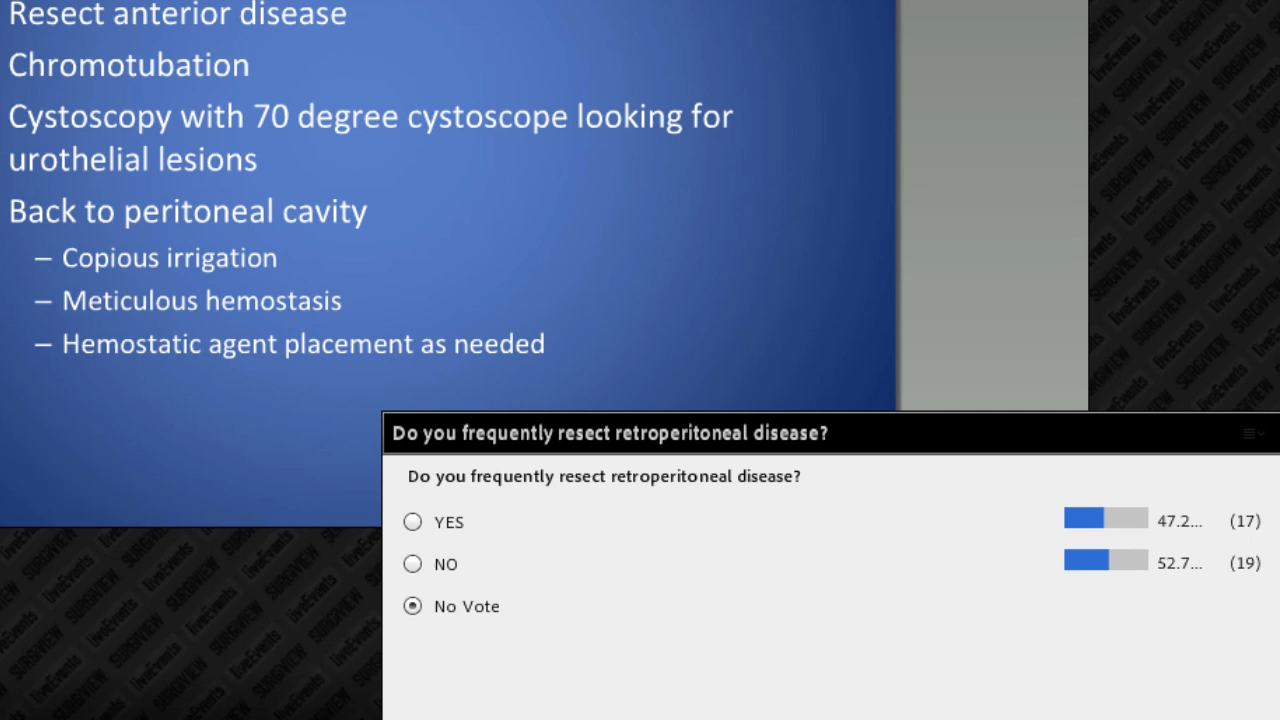 Resect anterior disease
Chromotubation
Cystoscopy with 70 degree cystoscope looking for
urothelial lesions
Back to peritoneal cavity
– Copious irrigation
– Meticulous hemostasis
– Hemostatic agent placement as needed
Do you frequently resect retroperitoneal disease?
Do you frequently resect retroperitoneal disease?
YES 47.2... (17)
NO 52.7... (19)
No Vote
liveEvents SURGIVIEW